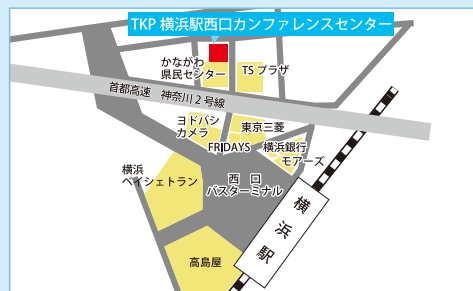 TKP 横浜駅西口カンファレンスセンター
かながわ
県民センター
TS プラザ
首都高速　神奈川2号線
ヨドバシ
カメラ
東京三菱
FRIDAYS
横浜銀行
モアーズ
横浜
ベイシェトラン
西　口
バスターミナル
横浜駅
高島屋